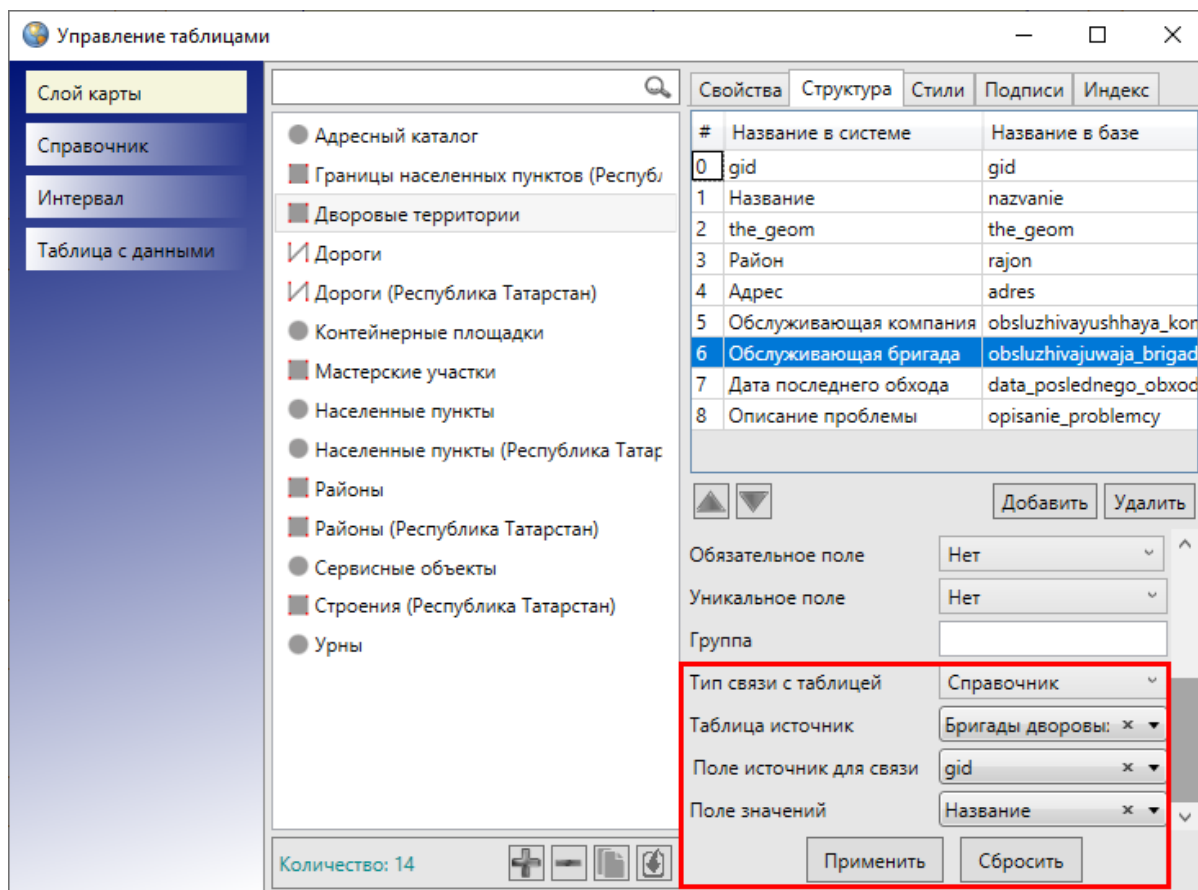 Управление таблицами
Слой карты
Справочник
Интервал
Таблица с данными
Адресный каталог
Границы населенных пунктов (Республ
Дворовые территории
Дороги
Дороги (Республика Татарстан)
Контейнерные площадки
Мастерские участки
Населенные пункты
Населенные пункты (Республика Татар
Районы
Районы (Республика Татарстан)
Сервисные объекты
Строения (Республика Татарстан)
Урны
Количество: 14
Свойства Структура Стили Подписи Индекс
# Название в системе Название в базе
0 gid gid
1 Название nazvanie
2 the_geom the_geom
3 Район rajon
4 Адрес adres
5 Обслуживающая компания obsluzhivayushhaya_kon
6 Обслуживающая бригада obsluzhivajuwaja_brigad
7 Дата последнего обхода data_poslednego_obxod
8 Описание проблемы opisanie_problemcy
Добавить Удалить
Обязательное поле Нет
Уникальное поле Нет
Группа
Тип связи с таблицей Справочник
Таблица источник Бригады дворовы:
Поле источник для связи gid
Поле значений Название
Применить Сбросить